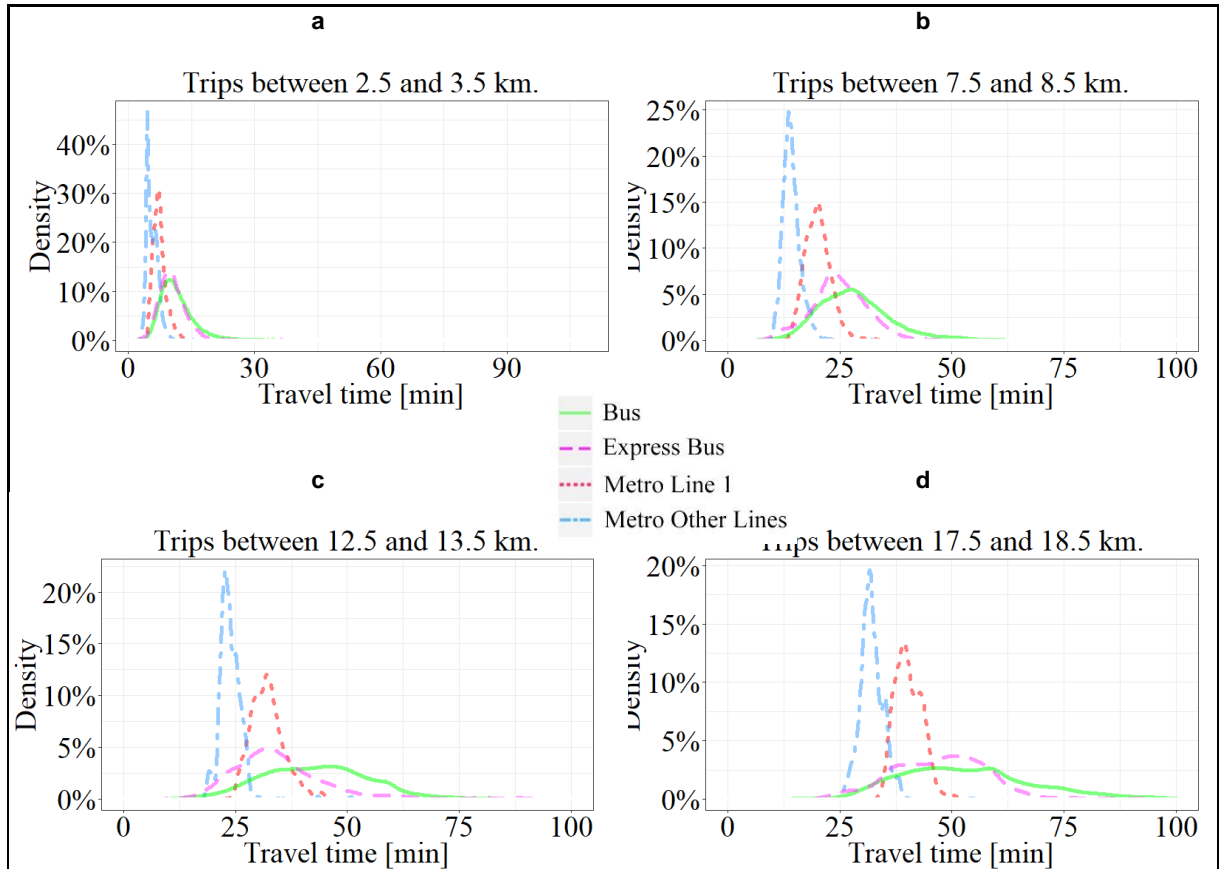 a
b
Trips between 2.5 and 3.5 km.
Trips between 7.5 and 8.5 km.
Density
40%
30%
20%
10%
0%
0 30 60 90
Travel time [min]
Density
25%
20%
15%
10%
5%
0%
0 25 50 75 100
Travel time [min]
Bus
Express Bus
Metro Line 1
Metro Other Lines
c
d
Trips between 12.5 and 13.5 km.
Trips between 17.5 and 18.5 km.
Density
20%
15%
10%
5%
0%
0 25 50 75 100
Travel time [min]
Density
20%
15%
10%
5%
0%
0 25 50 75 100
Travel time [min]